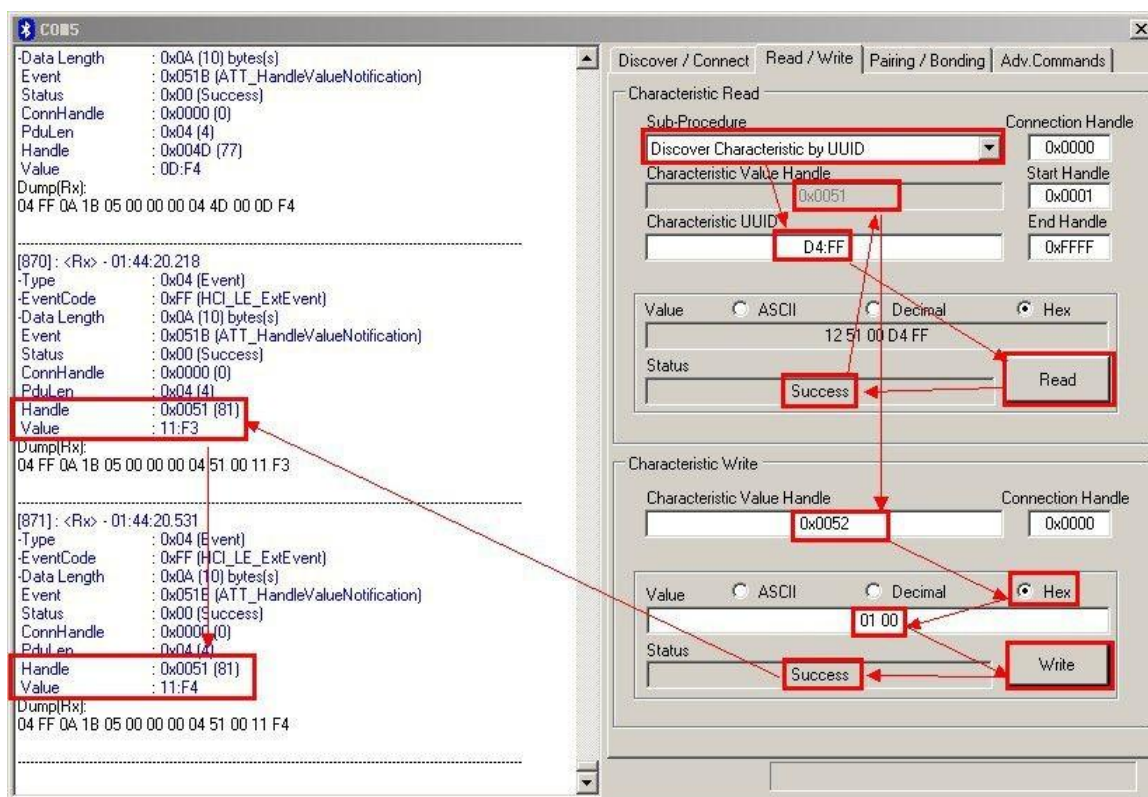 COM5
-Data Length : 0x0A (10) bytes(s)
Event : 0x051B (ATT_HandleValueNotification)
Status : 0x00 (Success)
ConnHandle : 0x0000 (0)
PduLen : 0x04 (4)
Handle : 0x004D (77)
Value : 0D:F4
Dump(Rx):
04 FF 0A 1B 05 00 00 00 04 4D 00 0D F4
[870] : <Rx> - 01:44:20.218
-Type : 0x04 (Event)
-EventCode : 0xFF (HCI_LE_ExtEvent)
-Data Length : 0x0A (10) bytes(s)
Event : 0x051B (ATT_HandleValueNotification)
Status : 0x00 (Success)
ConnHandle : 0x0000 (0)
PduLen : 0x04 (4)
Handle : 0x0051 (81)
Value : 11:F3
Dump(Rx):
04 FF 0A 1B 05 00 00 00 04 51 00 11 F3
[871] : <Rx> - 01:44:20.531
-Type : 0x04 (Event)
-EventCode : 0xFF (HCI_LE_ExtEvent)
-Data Length : 0x0A (10) bytes(s)
Event : 0x051B (ATT_HandleValueNotification)
Status : 0x00 (Success)
ConnHandle : 0x0000 (0)
PduLen : 0x04 (4)
Handle : 0x0051 (81)
Value : 11:F4
Dump(Rx):
04 FF 0A 1B 05 00 00 00 04 51 00 11 F4
Discover / Connect Read / Write Pairing / Bonding Adv.Commands
Characteristic Read
Sub-Procedure Connection Handle
Discover Characteristic by UUID 0x0000
Characteristic Value Handle Start Handle
0x0051 0x0001
Characteristic UUID End Handle
D4:FF 0xFFFF
Value ASCII Decimal Hex
12 51 00 D4 FF
Status
Success Read
Characteristic Write
Characteristic Value Handle Connection Handle
0x0052 0x0000
Value ASCII Decimal Hex
01 00
Status
Success Write